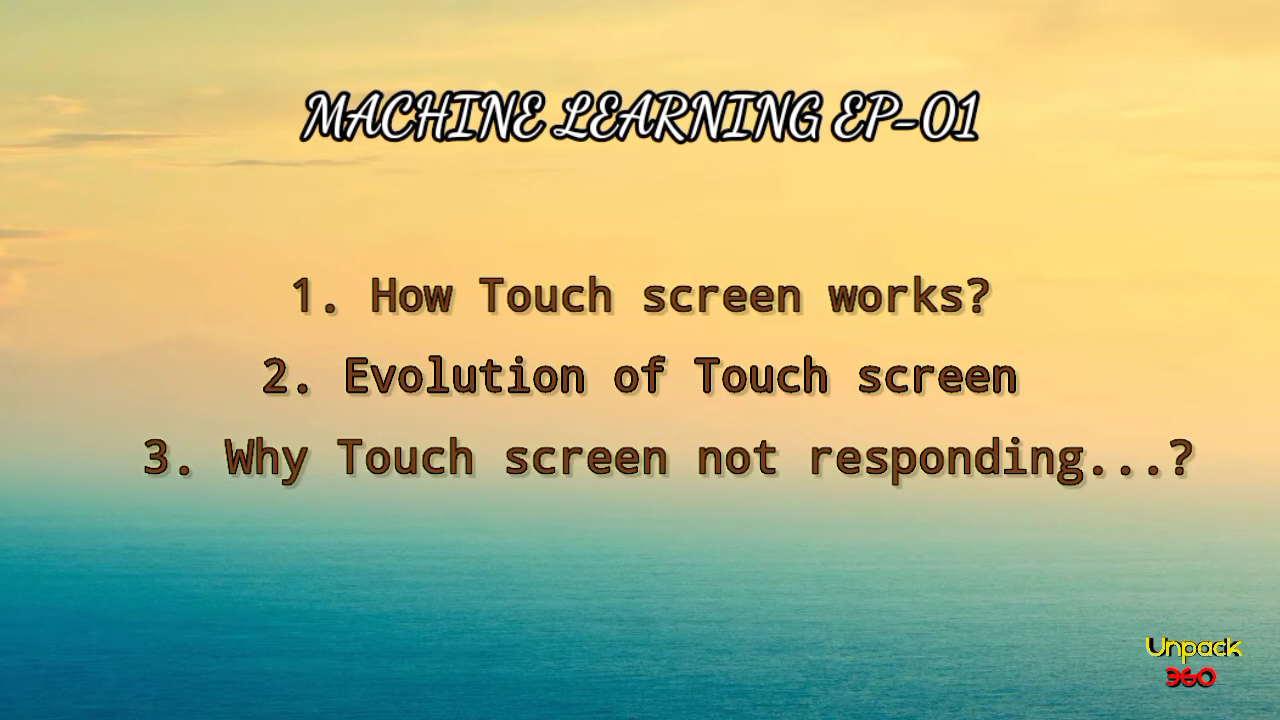 MACHINE LEARNING EP-01
1. How Touch screen works?
2. Evolution of Touch screen
3. Why Touch screen not responding...?
Unpack
360